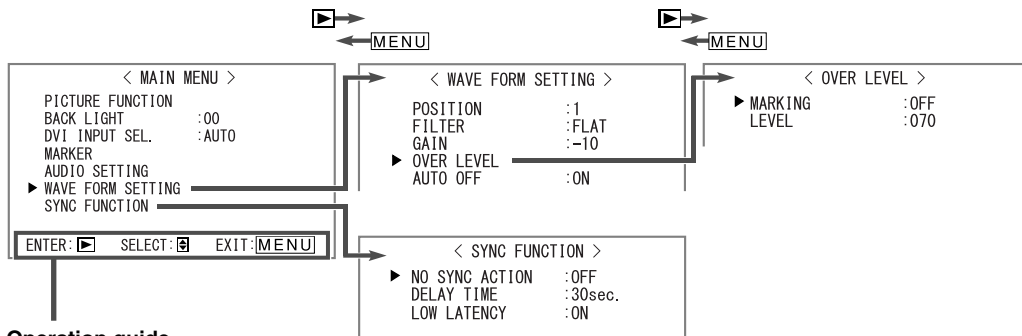 MENU
MENU
< MAIN MENU >
PICTURE FUNCTION
BACK LIGHT :00
DVI INPUT SEL. :AUTO
MARKER
AUDIO SETTING
WAVE FORM SETTING
SYNC FUNCTION
ENTER: SELECT: EXIT:MENU
< WAVE FORM SETTING >
POSITION :1
FILTER :FLAT
GAIN :-10
OVER LEVEL
AUTO OFF :ON
< OVER LEVEL >
MARKING :OFF
LEVEL :070
< SYNC FUNCTION >
NO SYNC ACTION :OFF
DELAY TIME :30sec.
LOW LATENCY :ON
Operation guide